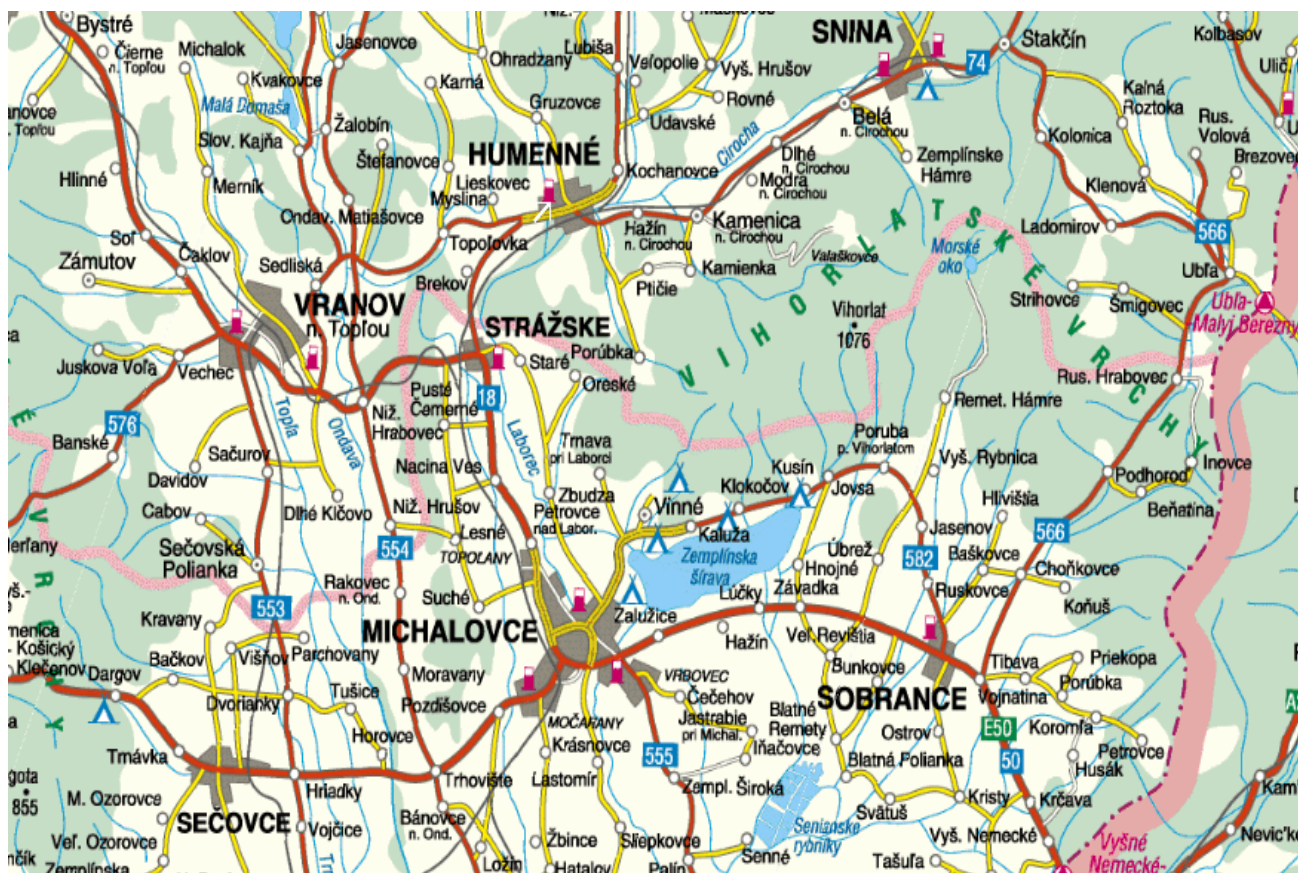 Bystré
Čierne
n. Topľou
Michalok
Kvakovce
Malá Domaša
Jasenovce
Slov. Kajňa
Žalobín
Štefanovce
Karná
Ohradzany
Gruzovce
Ľubiša
Veľopolie
Vyš. Hrušov
Rovné
Udavské
SNINA
Stakčín
74
Belá
n. Cirochou
Cirocha
Dlhé
n. Cirochou
Modra
n. Cirochou
Zemplínske
Hámre
Kolonica
Kalná
Roztoka
Klenová
Rus.
Volová
Kolbasov
Ulič.
Brezovec
Hlinné
Merník
HUMENNÉ
Lieskovec
Myslina
Kochanovce
Ondav. Matiašovce
Topoľovka
Hažín
n. Cirochou
Kamenica
n. Cirochou
Valaškovce
Kamienka
Ptičie
Morské
oko
Ladomirov
566
Ubľa
Ubľa-
Malyj Berezny
Strihovce
Šmigovec
Soľ
Čaklov
Zámutov
Sedliská
Brekov
VRANOV
n. Topľou
STRÁŽSKE
Staré
Porúbka
Oreské
Vihorlat
1076
VIHORLATSKÉ VRCHY
Rus. Hrabovec
Juskova Voľa
Vechec
576
Banské
Topľa
Ondava
Niž.
Hrabovec
Pusté
Čemerné
18
Laborec
Trnava
pri Laborci
Remet. Hámre
Poruba
p. Vihorlatom
Vyš. Rybnica
Podhoroď
Inovce
Beňatina
Sačurov
Davidov
Cabov
Dlhé Klčovo
Nacina Ves
Niž. Hrušov
Lesné
TOPOĽANY
Petrovce
nad Labor.
Zbudza
Vinné
Klokočov
Kusín
Jovsa
Kaluža
Zemplínska
šírava
Hlivištia
Jasenov
Baškovce
582
566
Choňkovce
Koňuš
Ruskovce
Sečovská
Polianka
553
554
Rakovec
n. Ond.
Suché
MICHALOVCE
Zalužice
Lúčky
Úbrež
Hnojné
Závadka
Hažín
Veľ. Revištia
Bunkovce
SOBRANCE
Tibava
Vojnatina
Priekopa
Porúbka
Koromľa
Petrovce
Husák
Kravany
Klečenov
Dargov
Bačkov
Višňov
Parchovany
Dvorianky
Tušice
Horovce
Moravany
Pozdišovce
VRBOVEC
Čečehov
Jastrabie
pri Michal.
Iňačovce
Blatné
Remety
MOČARANY
Krásnovce
Lastomír
555
Zempl. Široká
Blatná Polianka
Ostrov
E50
50
Svätuš
Kristy
Krčava
Vyš. Nemecké
Vyšné
Nemecké-
Tašuľa
Trnávka
855
M. Ozorovce
SEČOVCE
Hriadky
Vojčice
Veľ. Ozorovce
Zemplínska
Trhovište
Bánovce
n. Ond.
Ložín
Žbince
Hatalov
Sliepkovce
Palín
Senné
Senianske
rybníky